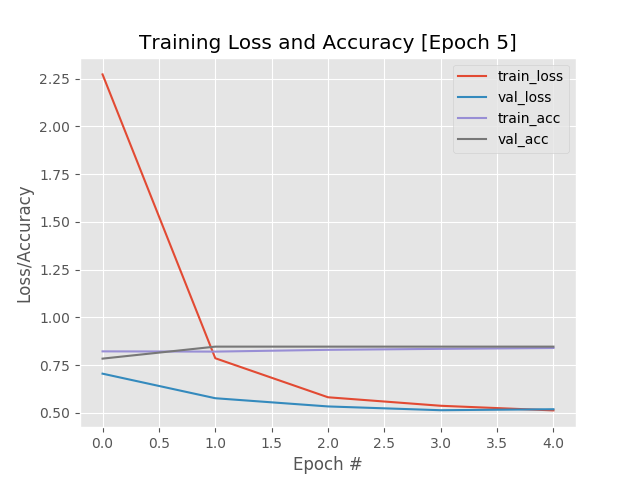 Training Loss and Accuracy [Epoch 5]
train_loss
val_loss
train_acc
val_acc
Loss/Accuracy
2.25
2.00
1.75
1.50
1.25
1.00
0.75
0.50
0.0 0.5 1.0 1.5 2.0 2.5 3.0 3.5 4.0
Epoch #